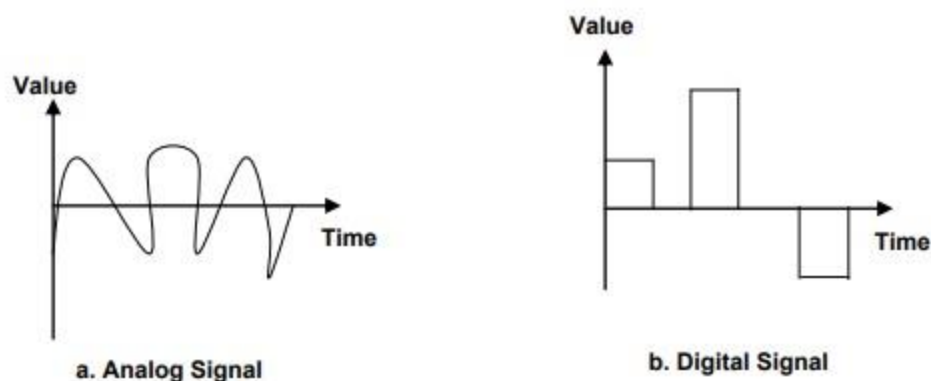 Value
Time
a. Analog Signal
Value
Time
b. Digital Signal